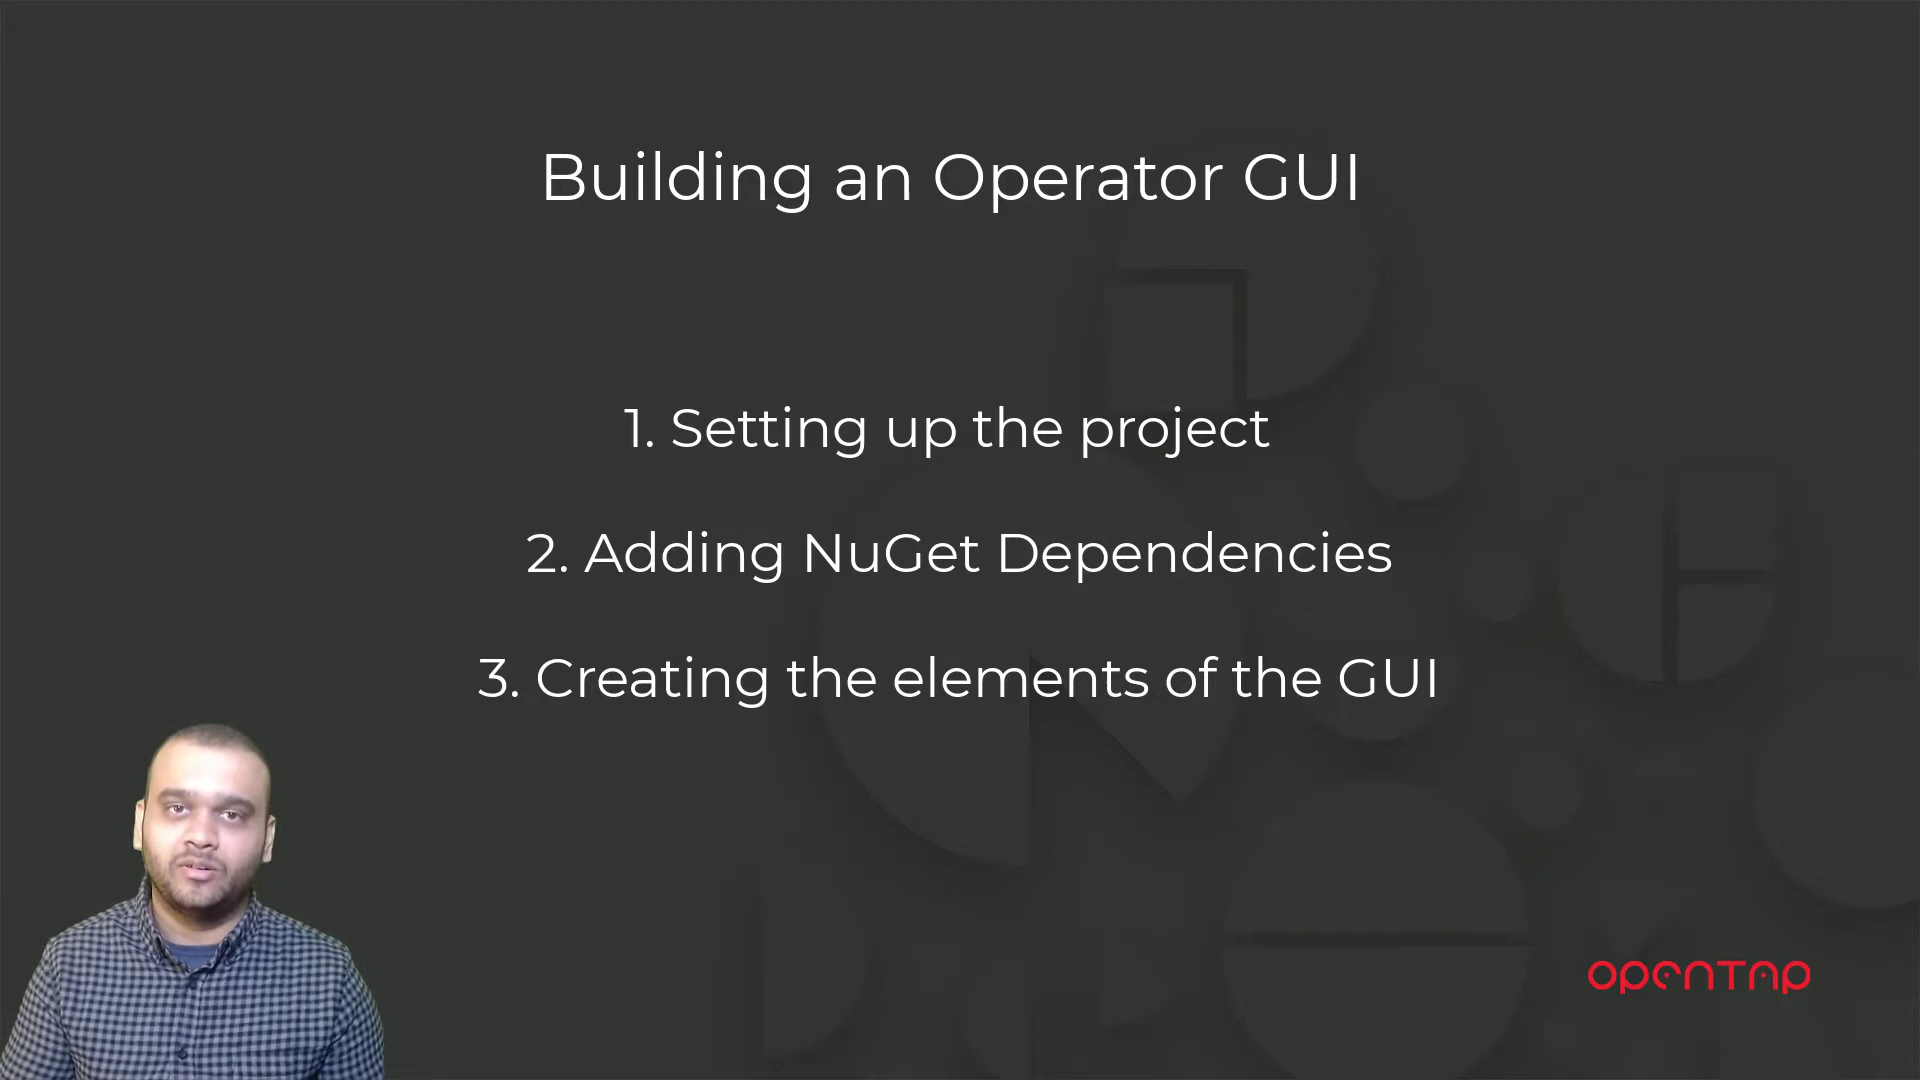 Building an Operator GUI
1. Setting up the project
2. Adding NuGet Dependencies
3. Creating the elements of the GUI
OPENTAP